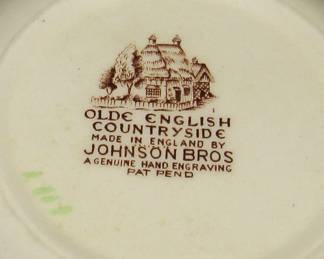 OLDE ENGLISH
COUNTRYSIDE
MADE IN ENGLAND BY
JOHNSON BROS
A GENUINE HAND ENGRAVING
PAT PEND